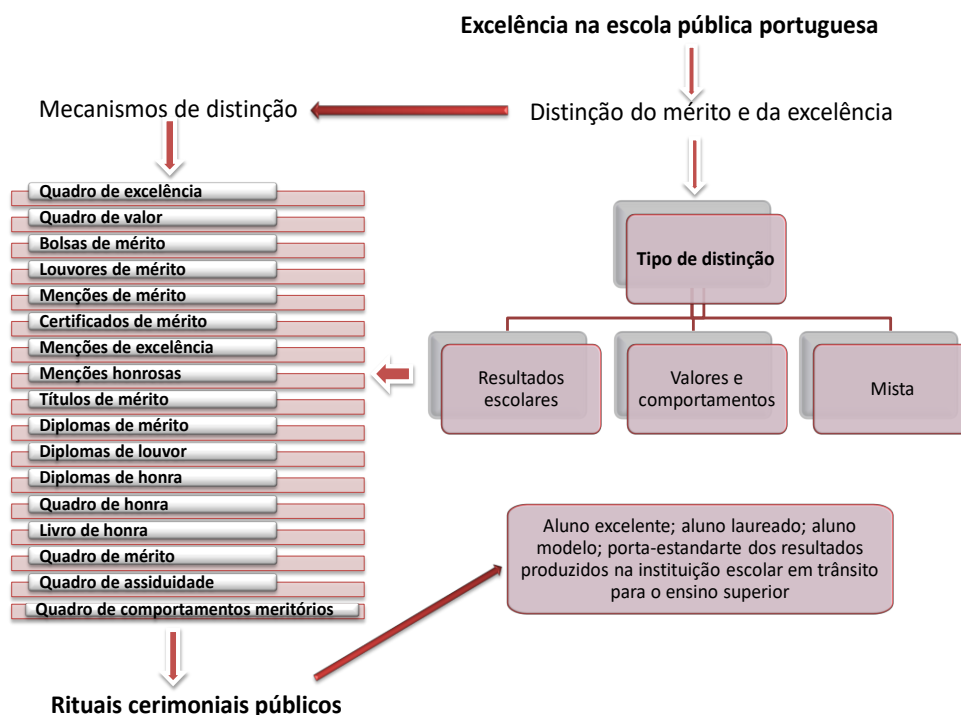 Excelência na escola pública portuguesa
Mecanismos de distinção
Distinção do mérito e da excelência
Quadro de excelência
Quadro de valor
Bolsas de mérito
Louvores de mérito
Menções de mérito
Certificados de mérito
Menções de excelência
Menções honrosas
Títulos de mérito
Diplomas de mérito
Diplomas de louvor
Diplomas de honra
Quadro de honra
Livro de honra
Quadro de mérito
Quadro de assiduidade
Quadro de comportamentos meritórios
Tipo de distinção
Resultados
escolares
Valores e
comportamentos
Mista
Aluno excelente; aluno laureado; aluno
modelo; porta-estandarte dos resultados
produzidos na instituição escolar em trânsito
para o ensino superior
Rituais cerimoniais públicos